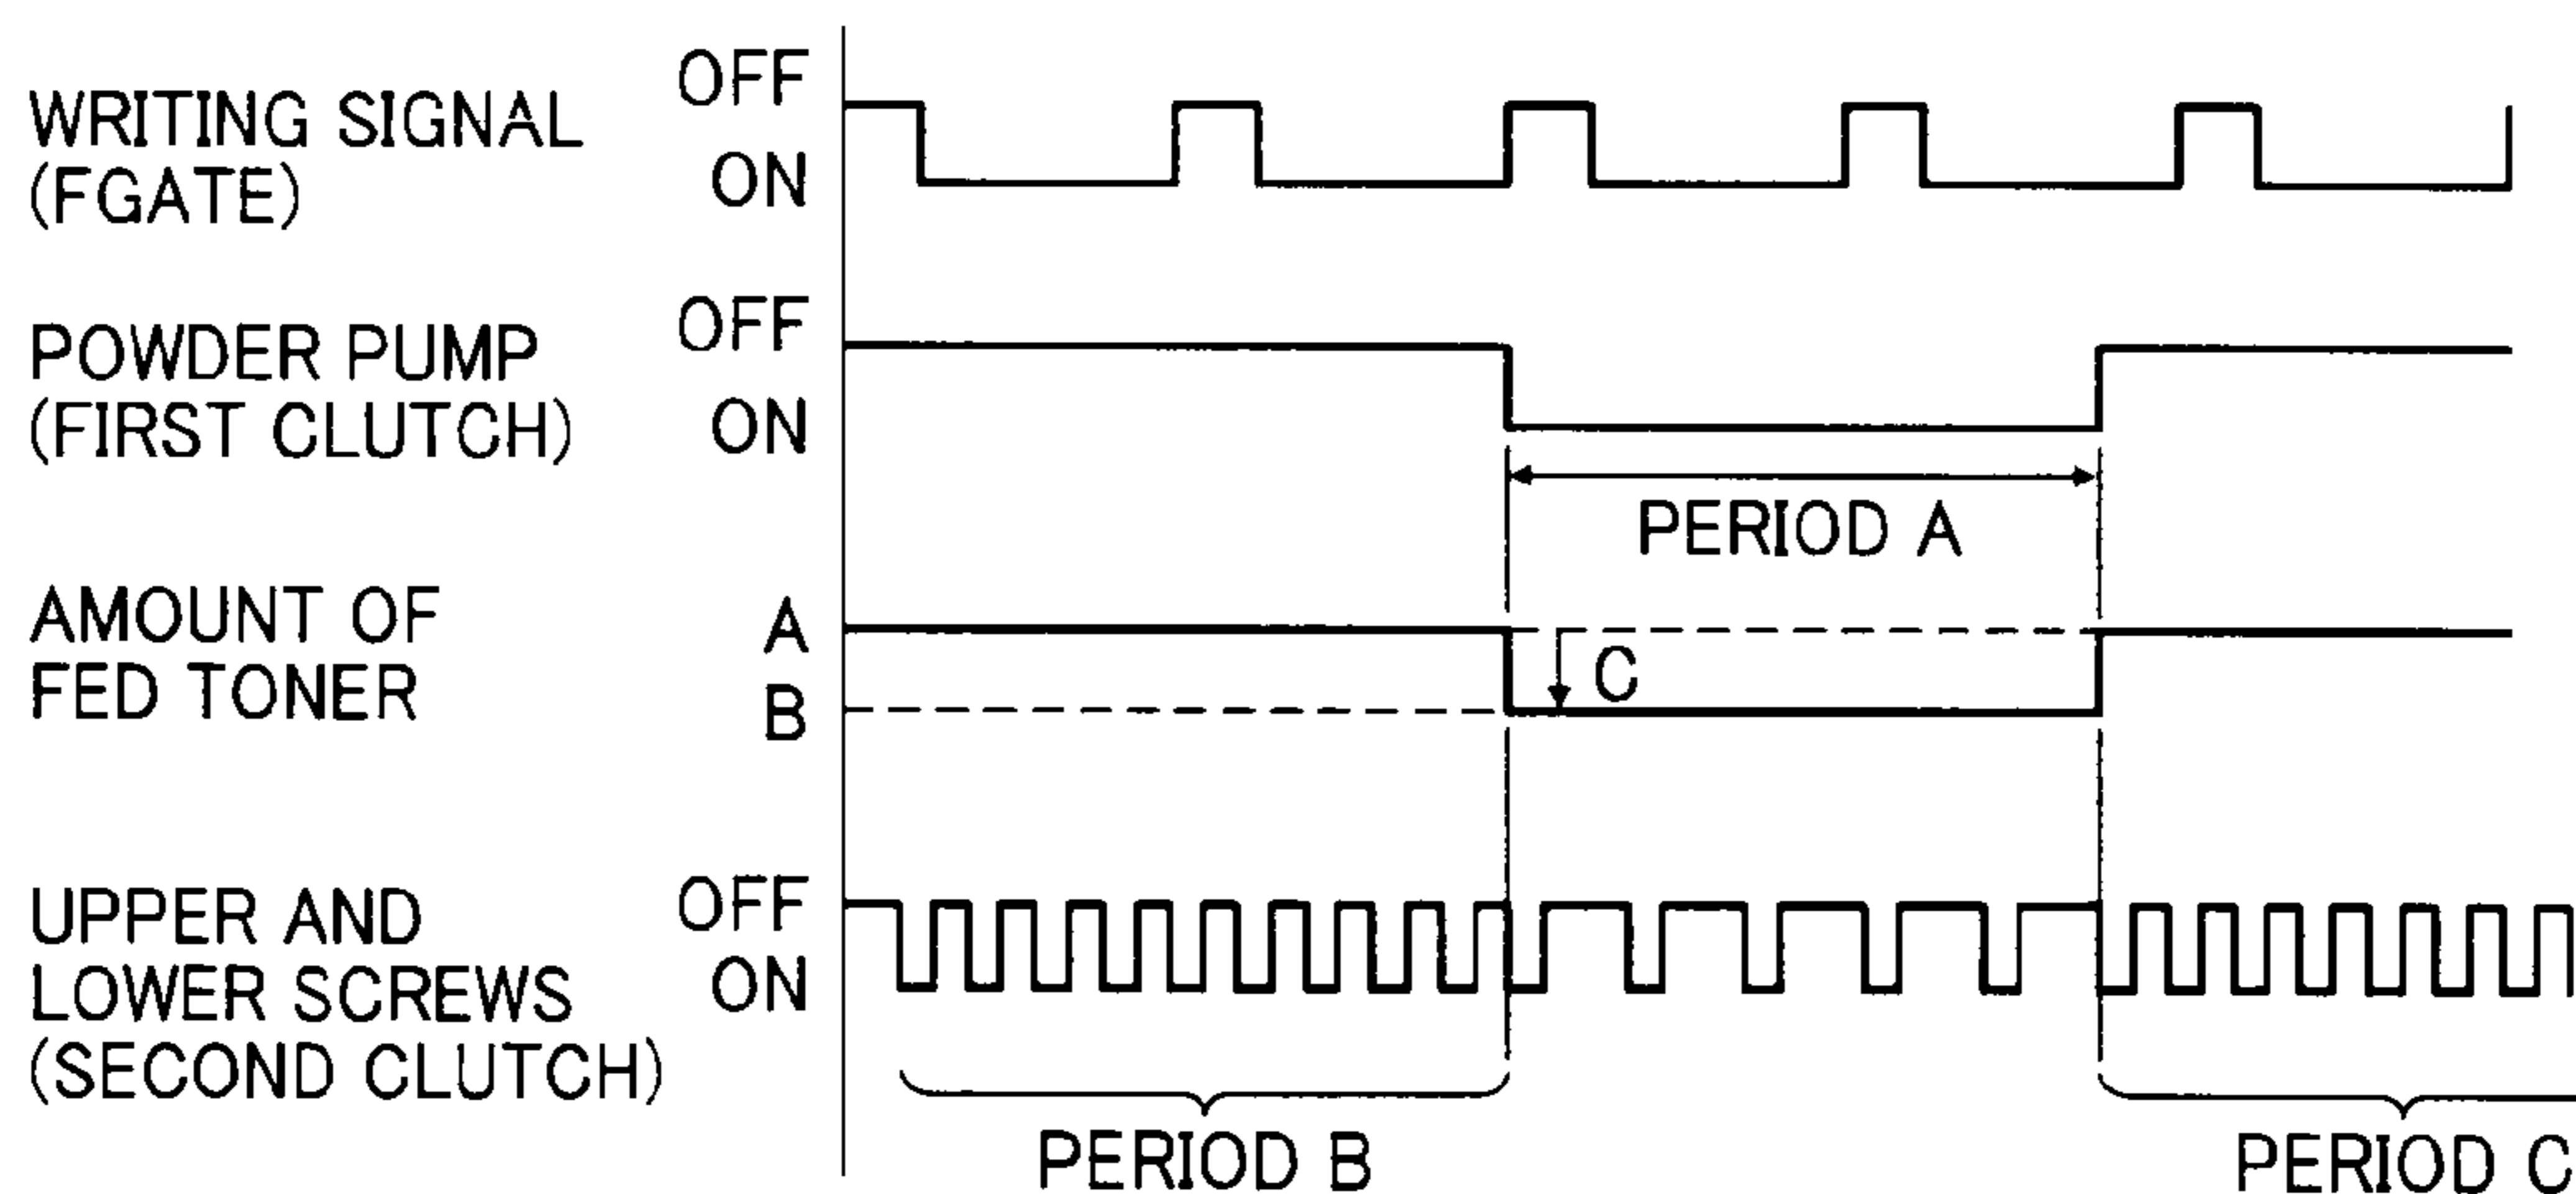 WRITING SIGNAL
(FGATE)
OFF
ON
POWDER PUMP
(FIRST CLUTCH)
OFF
ON
PERIOD A
AMOUNT OF
FED TONER
A
B
C
UPPER AND
LOWER SCREWS
(SECOND CLUTCH)
OFF
ON
PERIOD B
PERIOD C